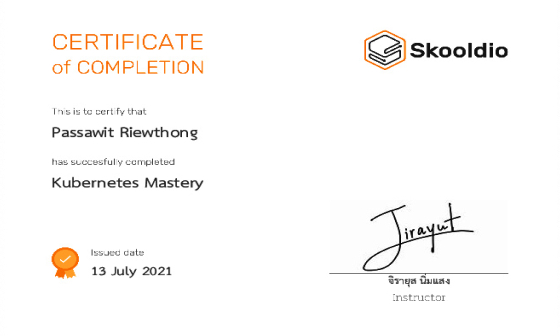 CERTIFICATE
of COMPLETION
Skooldio
This is to certify that
Passawit Riewthong
has succesfully completed
Kubernetes Mastery
Issued date
13 July 2021
Jirayut
จิรายุส นิ่มแสง
Instructor